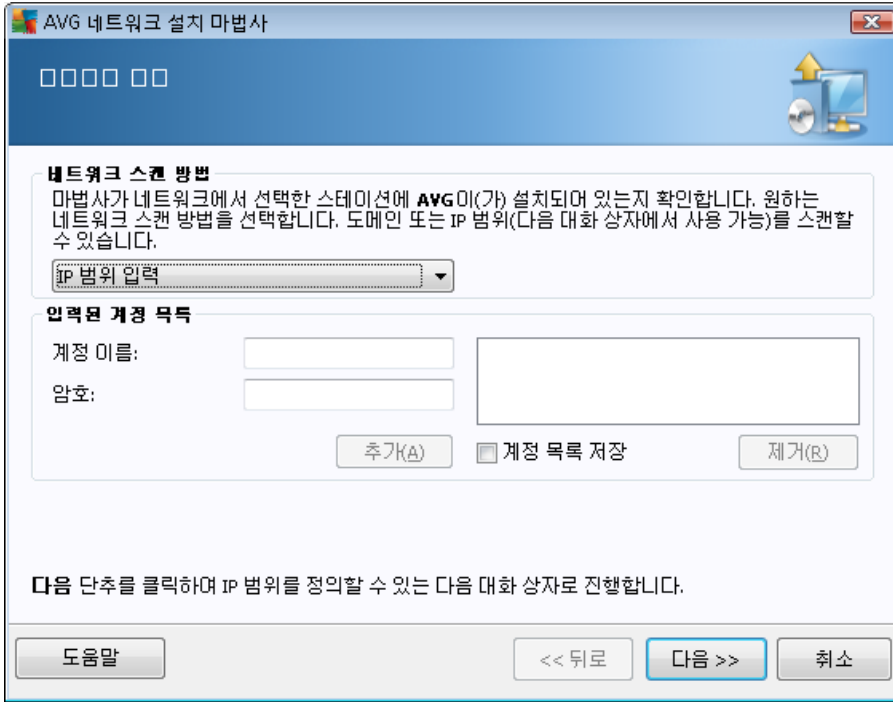 AVG 네트워크 설치 마법사
□□□□ □□
네트워크 스캔 방법
마법사가 네트워크에서 선택한 스테이션에 AVG이(가) 설치되어 있는지 확인합니다. 원하는
네트워크 스캔 방법을 선택합니다. 도메인 또는 IP 범위(다음 대화 상자에서 사용 가능)를 스캔할
수 있습니다.
IP 범위 입력
입력된 계정 목록
계정 이름:
암호:
추가(A)
계정 목록 저장
제거(R)
다음 단추를 클릭하여 IP 범위를 정의할 수 있는 다음 대화 상자로 진행합니다.
도움말
<< 뒤로
다음 >>
취소